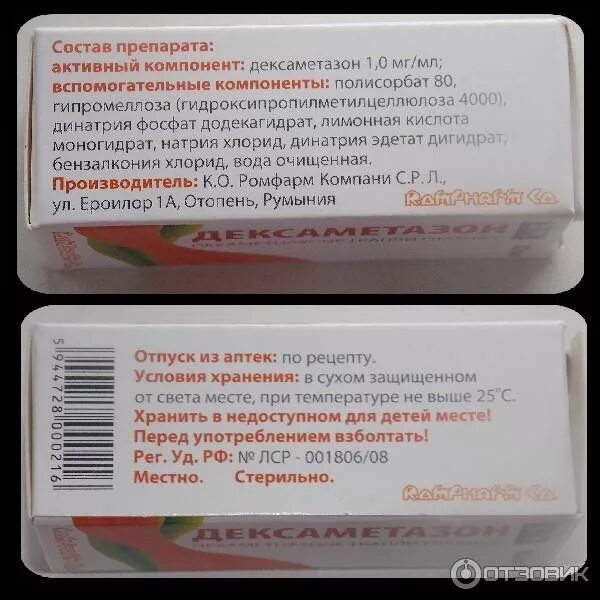 Состав препарата:
активный компонент: дексаметазон 1,0 мг/мл;
вспомогательные компоненты: полисорбат 80,
гипромеллоза (гидроксипропилметилцеллюлоза 4000),
динатрия фосфат додекагидрат, лимонная кислота
моногидрат, натрия хлорид, динатрия эдетат дигидрат,
бензалкония хлорид, вода очищенная.
Производитель: К.О. Ромфарм Компани С.Р. Л.,
ул. Ероилор 1А, Отопень, Румыния
Rompharm Co.
ДЕКСАМЕТАЗОН
5944728000216
Отпуск из аптек: по рецепту.
Условия хранения: в сухом защищенном
от света месте, при температуре не выше 25°С.
Хранить в недоступном для детей месте!
Перед употреблением взболтать!
Рег. Уд. РФ: № ЛСР - 001806/08
Местно. Стерильно.
Rompharm Co.
ДЕКСАМЕТАЗОН
ОТЗОВИК